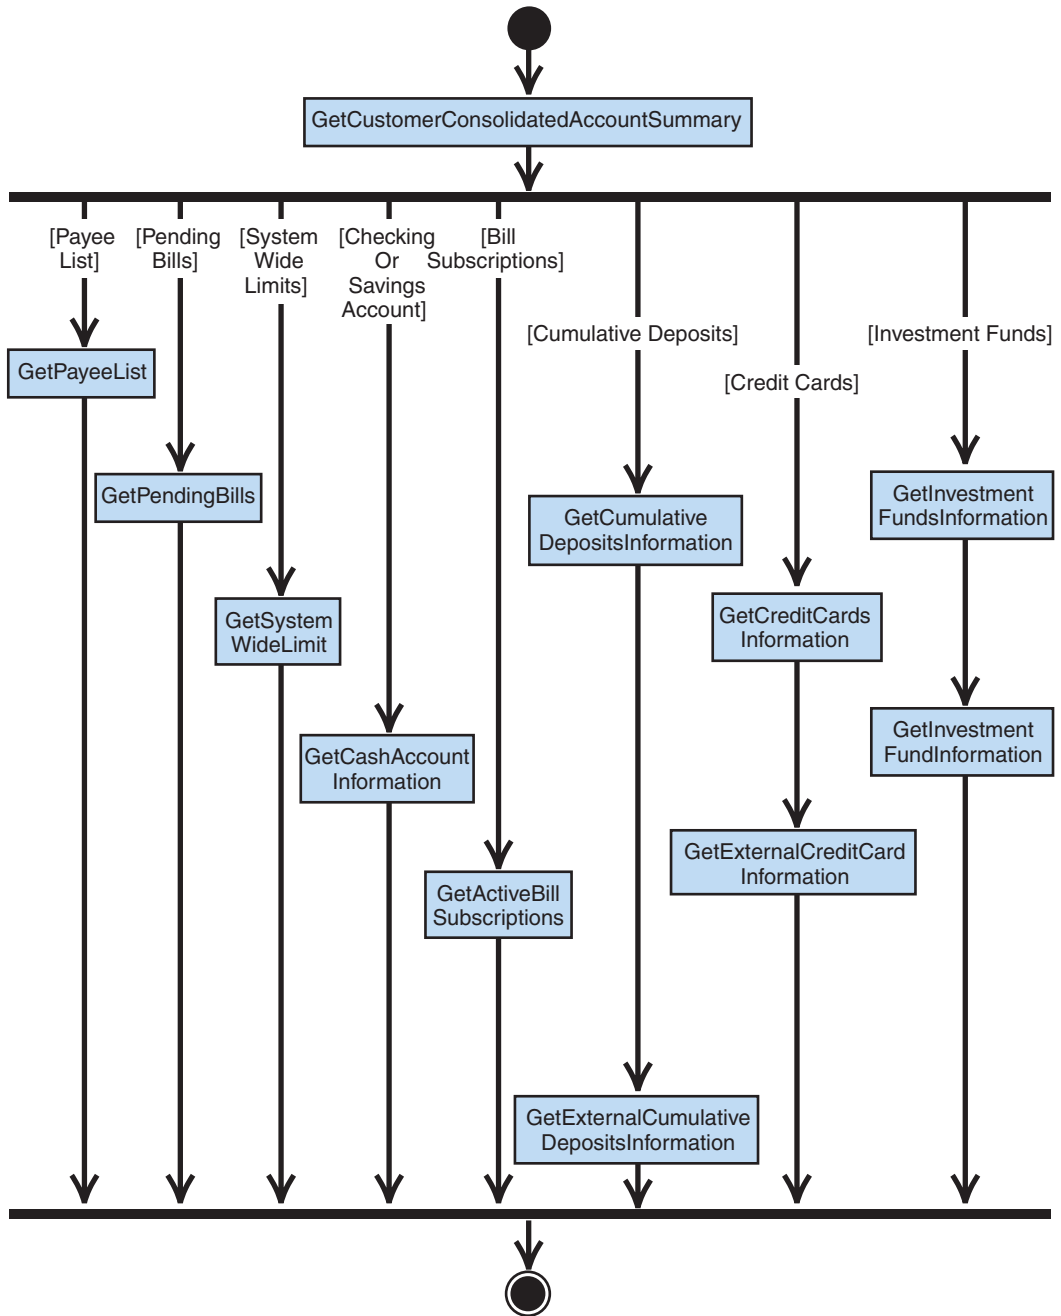 GetCustomerConsolidatedAccountSummary
[Payee
List]
[Pending
Bills]
[System
Wide
Limits]
[Checking
Or
Savings
Account]
[Bill
Subscriptions]
[Cumulative Deposits]
[Credit Cards]
[Investment Funds]
GetPayeeList
GetPendingBills
GetSystem
WideLimit
GetCashAccount
Information
GetActiveBill
Subscriptions
GetCumulative
DepositsInformation
GetExternalCumulative
DepositsInformation
GetCreditCards
Information
GetExternalCreditCard
Information
GetInvestment
FundsInformation
GetInvestment
FundInformation